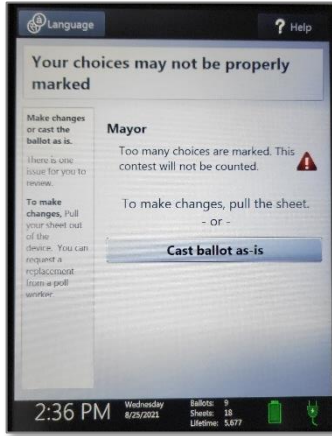 Language
? Help
Your choices may not be properly
marked
Make changes
or cast the
ballot as is.
There is one
issue for you to
review.
To make
changes, Pull
your sheet out
of the
device. You can
request a
replacement
from a poll
worker.
Mayor
Too many choices are marked. This
contest will not be counted.
To make changes, pull the sheet.
- or -
Cast ballot as-is
2:36 PM
Wednesday
8/25/2021
Ballots: 9
Sheets: 18
Lifetime: 5,677